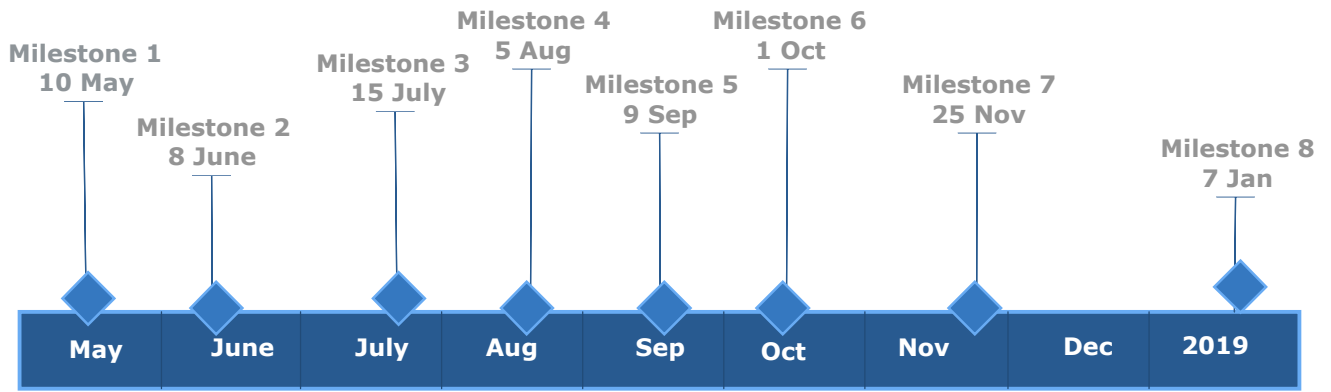 Milestone 1
10 May
Milestone 2
8 June
Milestone 3
15 July
Milestone 4
5 Aug
Milestone 5
9 Sep
Milestone 6
1 Oct
Milestone 7
25 Nov
Milestone 8
7 Jan
May June July Aug Sep Oct Nov Dec 2019